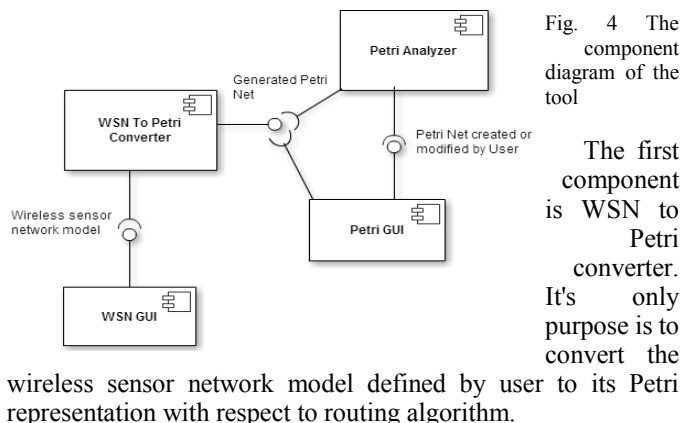 Petri Analyzer
Generated Petri
Net
WSN To Petri
Converter
Petri Net created or
modified by User
Wireless sensor
network model
Petri GUI
WSN GUI
Fig. 4 The
component
diagram of the
tool
The first
component
is WSN to
Petri
converter.
It's only
purpose is to
convert the
wireless sensor network model defined by user to its Petri
representation with respect to routing algorithm.